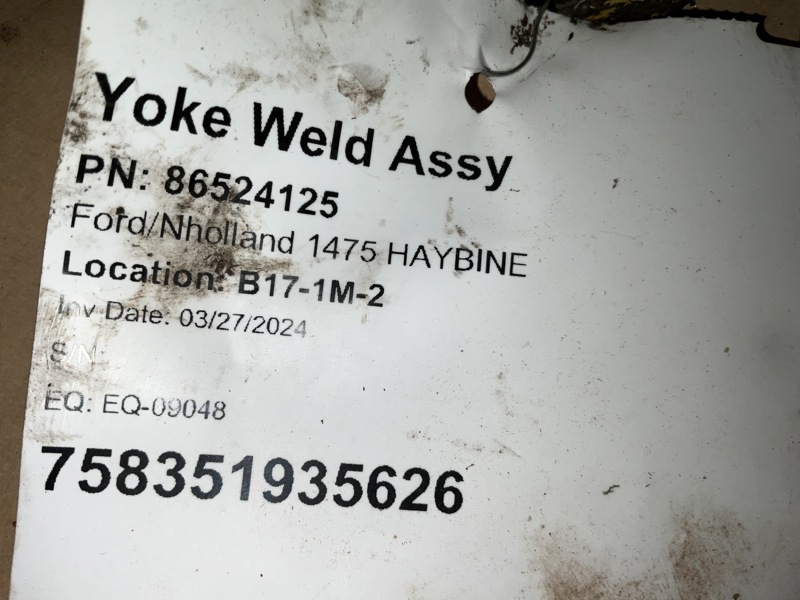 Yoke Weld Assy
PN: 86524125
Ford/Nholland 1475 HAYBINE
Location: B17-1M-2
Inv Date: 03/27/2024
S/N:
EQ: EQ-09048
758351935626